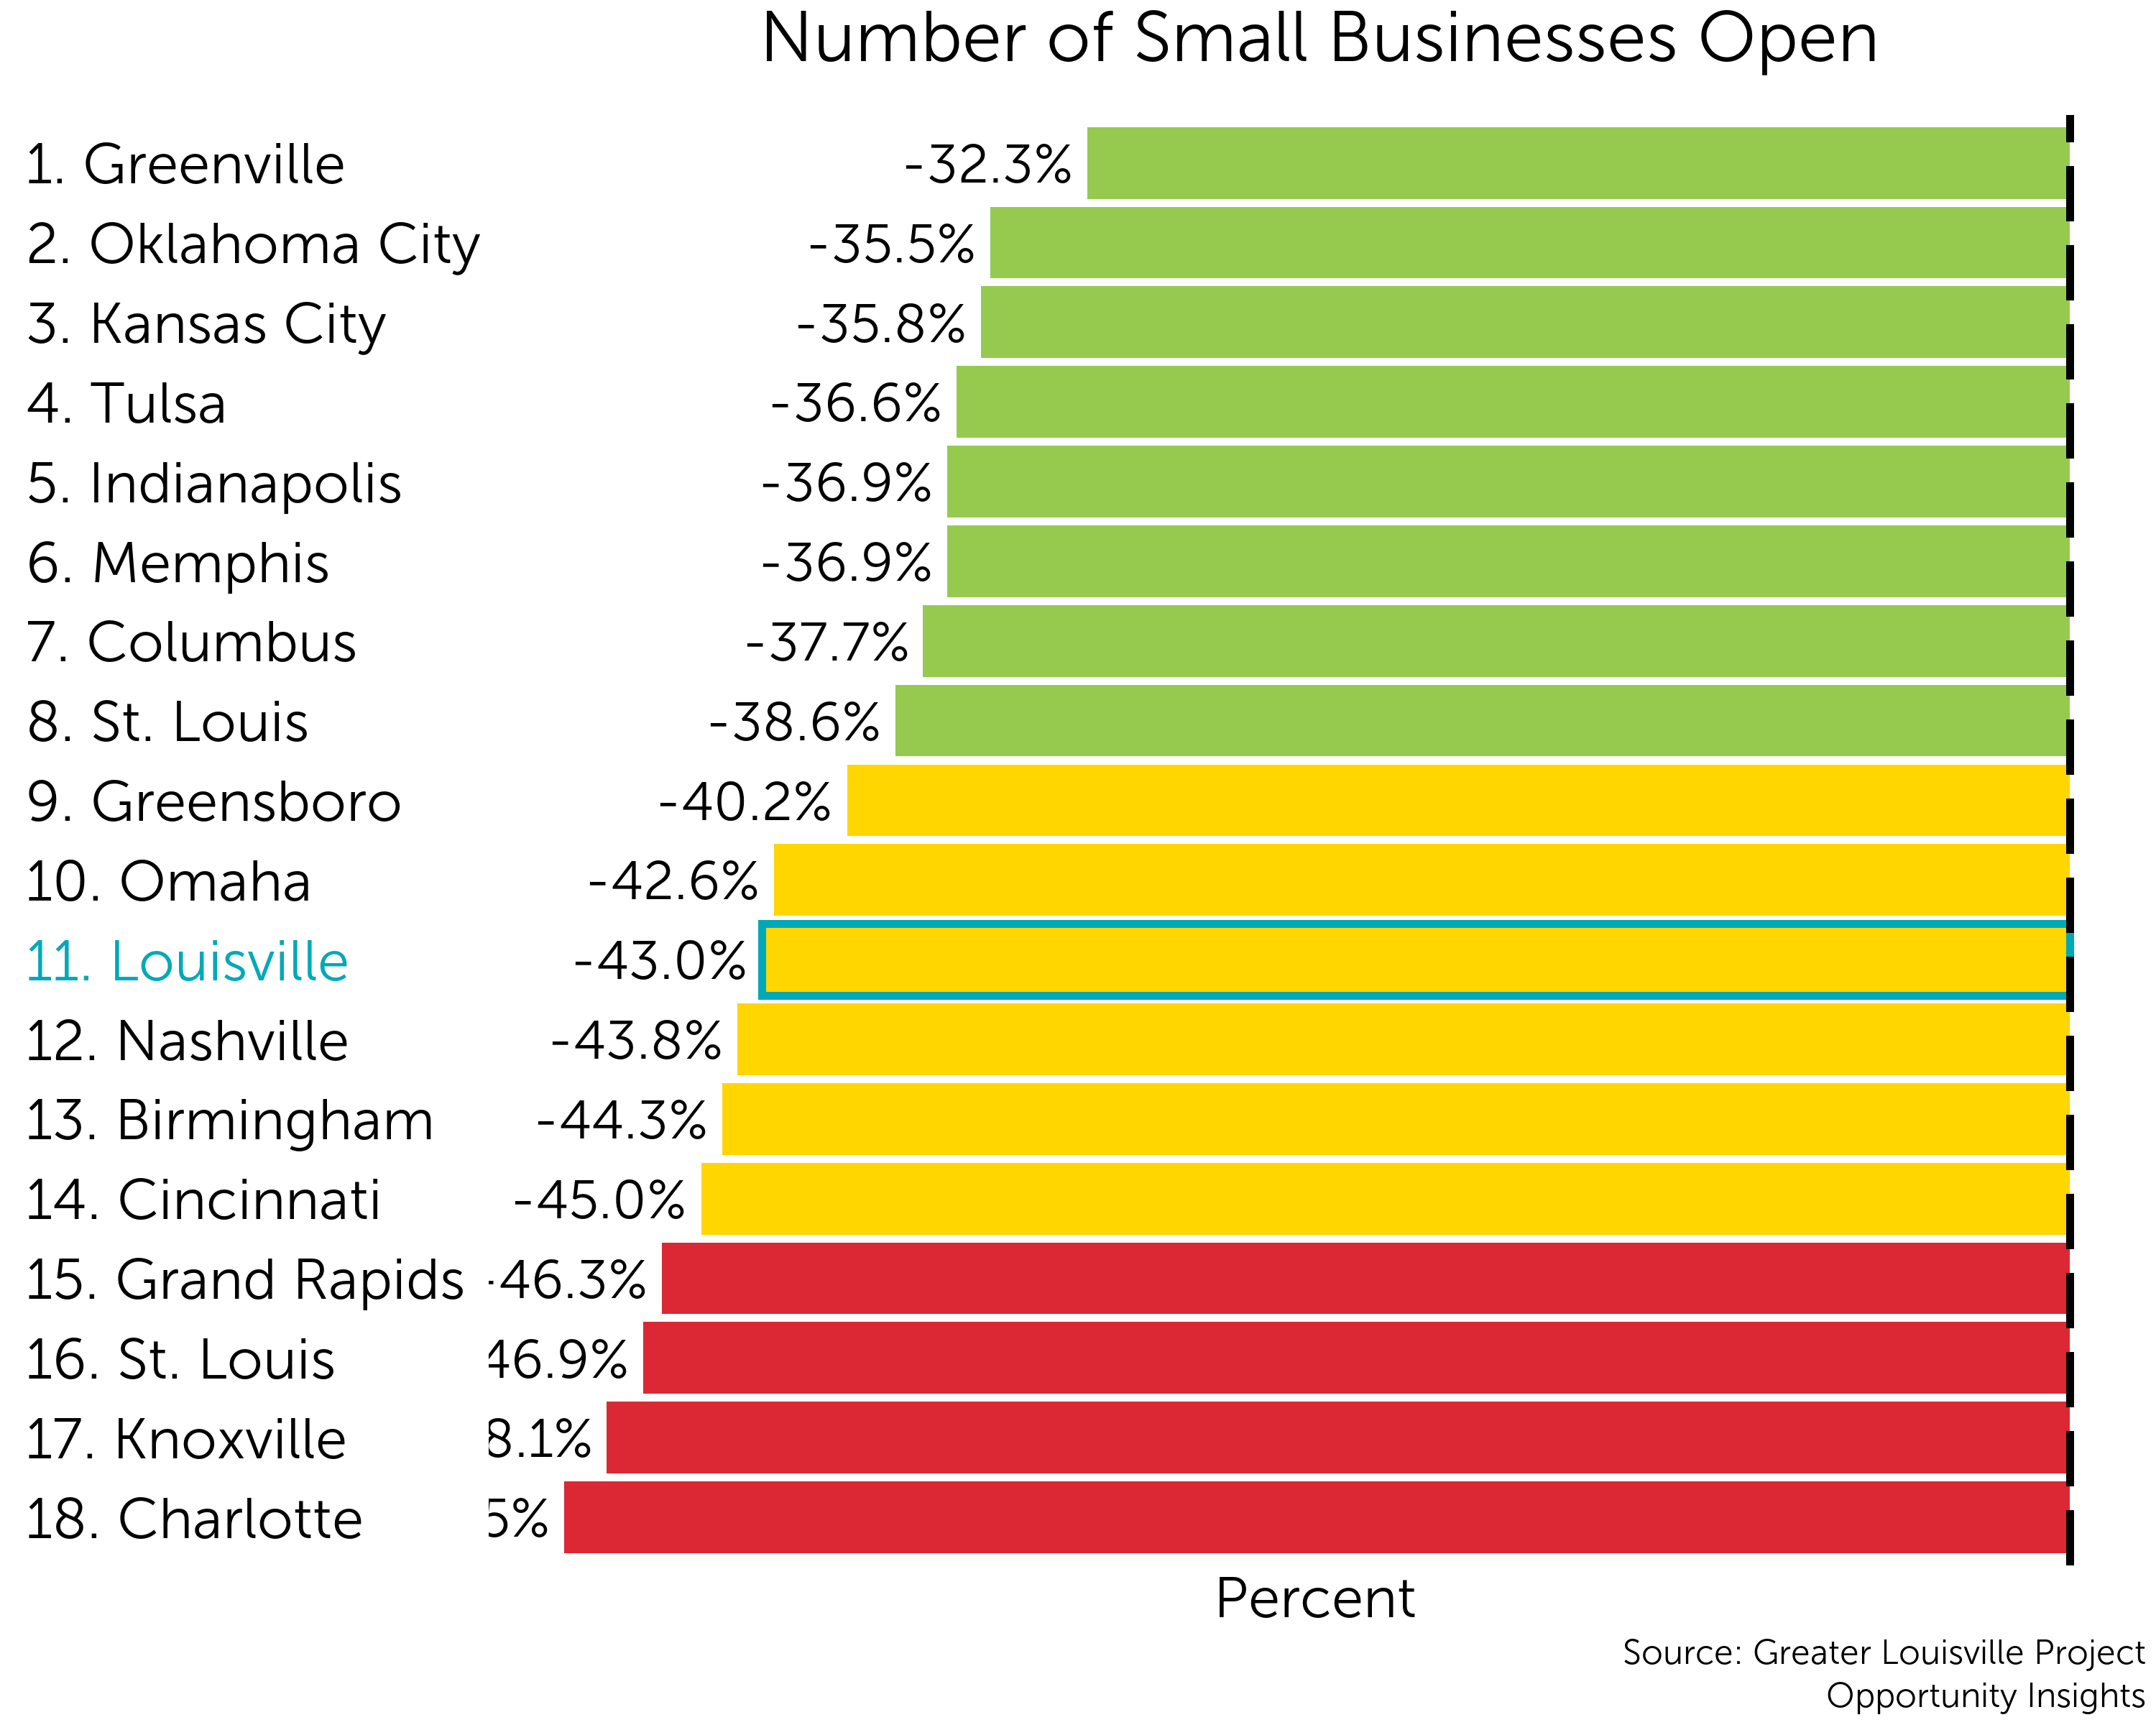 Number of Small Businesses Open
1. Greenville -32.3%
2. Oklahoma City -35.5%
3. Kansas City -35.8%
4. Tulsa -36.6%
5. Indianapolis -36.9%
6. Memphis -36.9%
7. Columbus -37.7%
8. St. Louis -38.6%
9. Greensboro -40.2%
10. Omaha -42.6%
11. Louisville -43.0%
12. Nashville -43.8%
13. Birmingham -44.3%
14. Cincinnati -45.0%
15. Grand Rapids -46.3%
16. St. Louis 46.9%
17. Knoxville 8.1%
18. Charlotte 5%
Percent
Source: Greater Louisville Project
Opportunity Insights